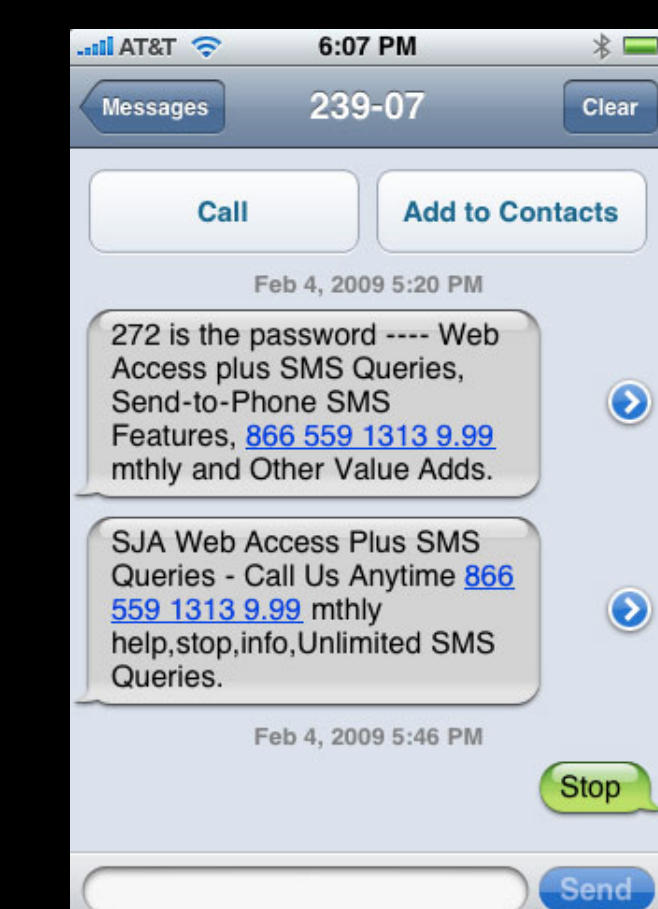 AT&T 6:07 PM
Messages 239-07 Clear
Call Add to Contacts
Feb 4, 2009 5:20 PM
272 is the password ---- Web
Access plus SMS Queries,
Send-to-Phone SMS
Features, 866 559 1313 9.99
mthly and Other Value Adds.
SJA Web Access Plus SMS
Queries - Call Us Anytime 866
559 1313 9.99 mthly
help,stop,info,Unlimited SMS
Queries.
Feb 4, 2009 5:46 PM
Stop
Send